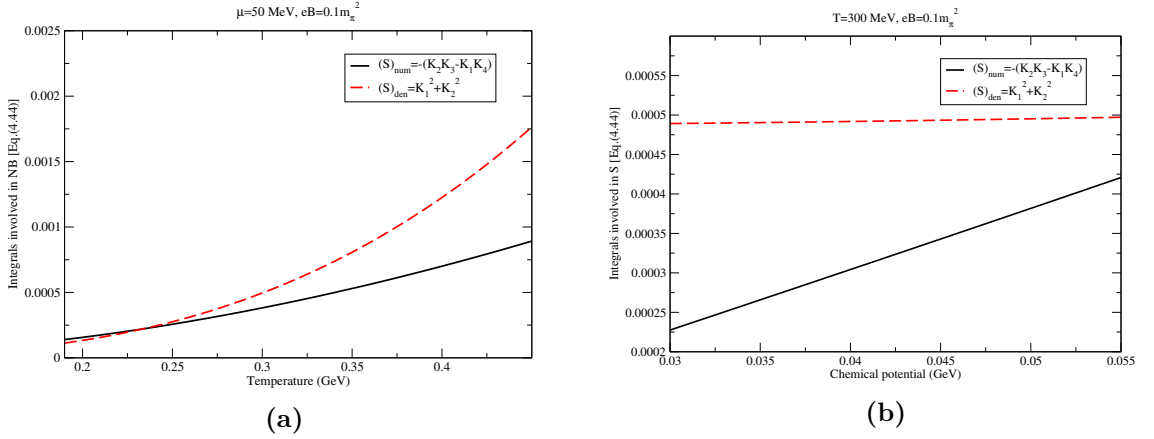 μ=50 MeV, eB=0.1m_π^2
0.0025
0.002
0.0015
0.001
0.0005
0
Integrals involved in NB [Eq.(4.44)]
(S)_num=-(K_2K_3-K_1K_4)
(S)_den=K_1^2+K_2^2
0.2 0.25 0.3 0.35 0.4
Temperature (GeV)
(a)
T=300 MeV, eB=0.1m_π^2
0.00055
0.0005
0.00045
0.0004
0.00035
0.0003
0.00025
0.0002
Integrals involved in S [Eq.(4.44)]
(S)_num=-(K_2K_3-K_1K_4)
(S)_den=K_1^2+K_2^2
0.03 0.035 0.04 0.045 0.05 0.055
Chemical potential (GeV)
(b)